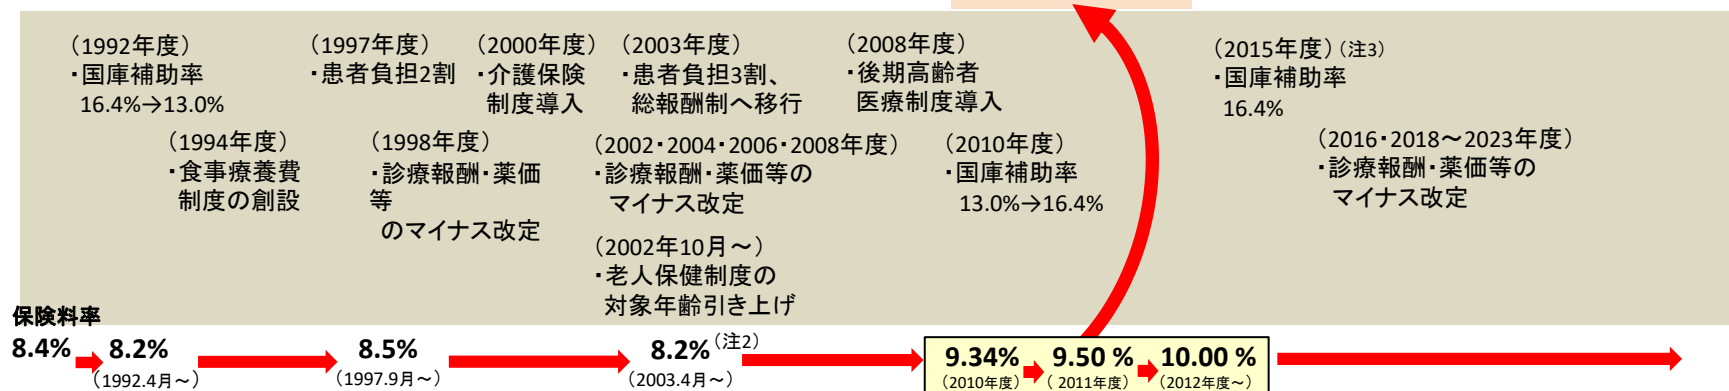 (1992年度)
・国庫補助率
16.4%→13.0%
(1997年度)
・患者負担2割
(2000年度)
・介護保険
制度導入
(2003年度)
・患者負担3割、
総報酬制へ移行
(2008年度)
・後期高齢者
医療制度導入
(2015年度)(注3)
・国庫補助率
16.4%
(1994年度)
・食事療養費
制度の創設
(1998年度)
・診療報酬・薬価
等
のマイナス改定
(2002・2004・2006・2008年度)
・診療報酬・薬価等の
マイナス改定
(2010年度)
・国庫補助率
13.0%→16.4%
(2016・2018～2023年度)
・診療報酬・薬価等の
マイナス改定
(2002年10月～)
・老人保健制度の
対象年齢引き上げ
保険料率
8.4%
8.2%
(1992.4月～)
8.5%
(1997.9月～)
8.2%(注2)
(2003.4月～)
9.34%
(2010年度)
9.50 %
(2011年度)
10.00 %
(2012年度～)